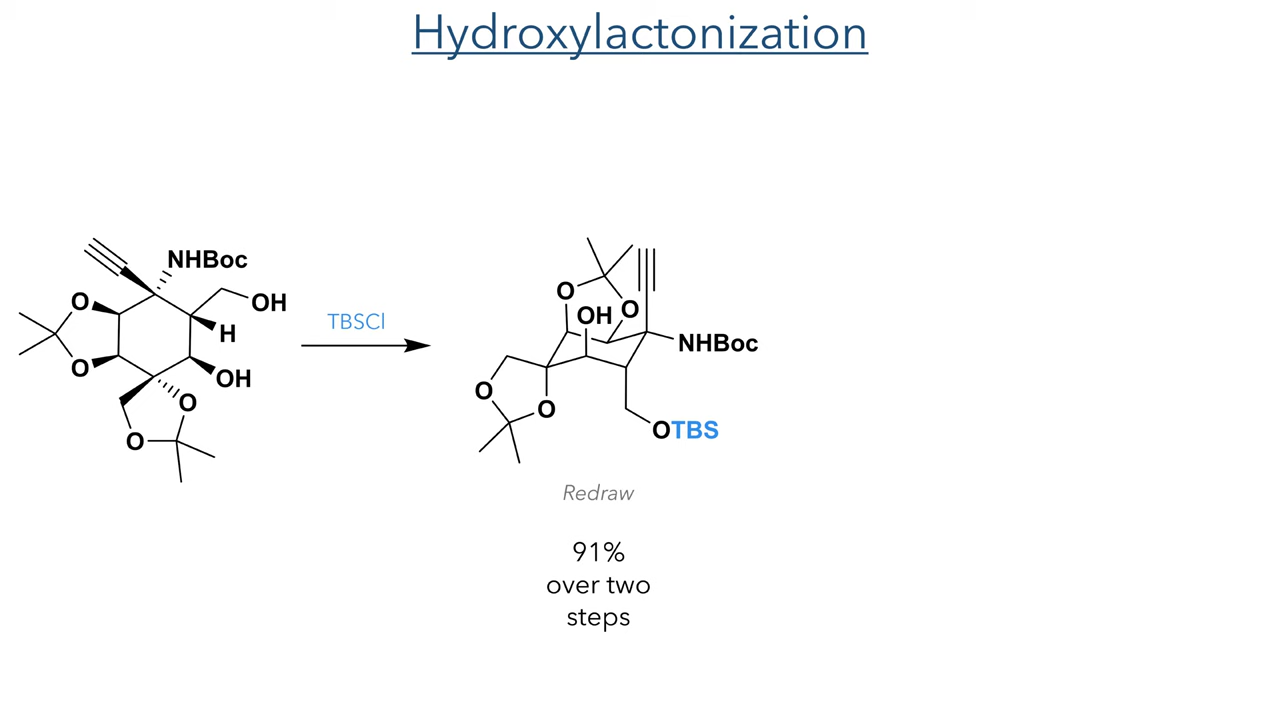 Hydroxylactonization
NHBoc
O
OH
H
O
OH
O
O
TBSCl
O
O
OH
NHBoc
O
O
OTBS
Redraw
91%
over two
steps